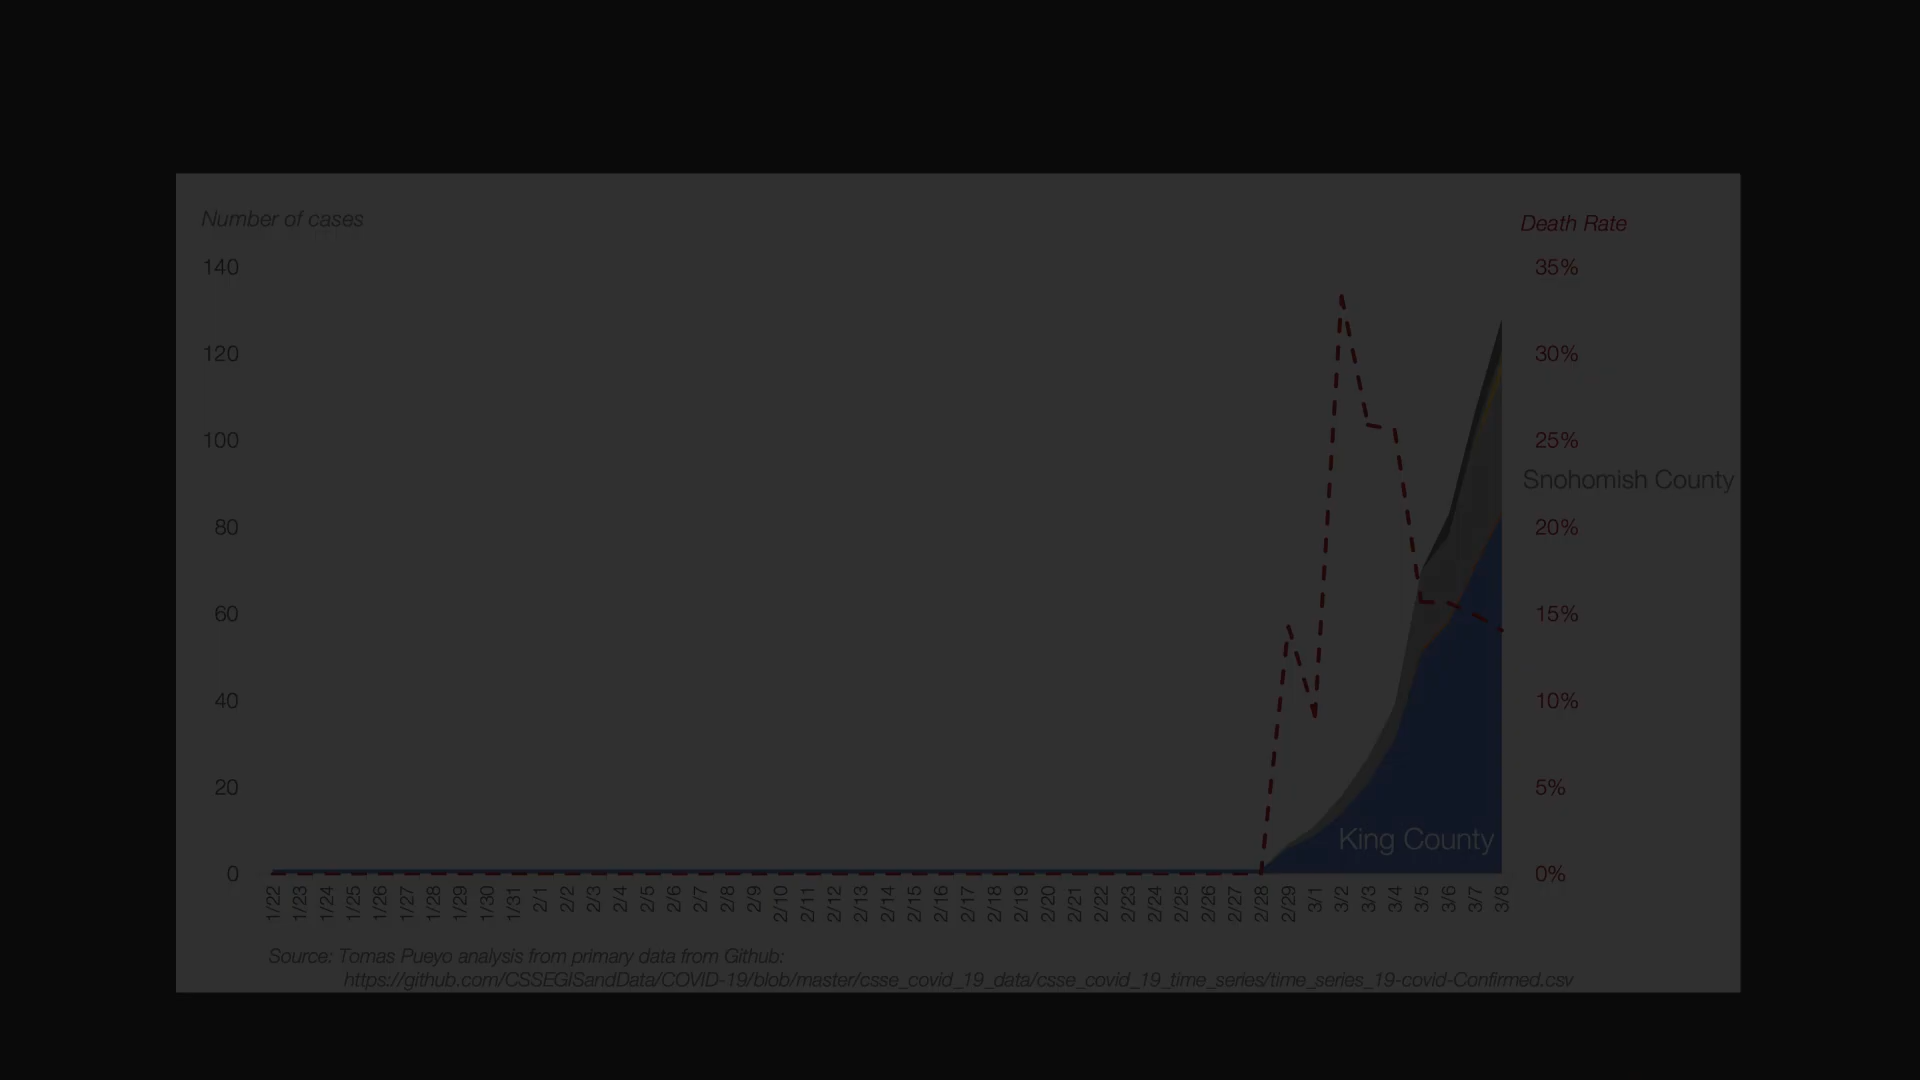 Number of cases
Death Rate
140
35%
120
30%
100
25%
Snohomish County
80
20%
60
15%
40
10%
20
5%
King County
0
0%
1/22 1/23 1/24 1/25 1/26 1/27 1/28 1/29 1/30 1/31 2/1 2/2 2/3 2/4 2/5 2/6 2/7 2/8 2/9 2/10 2/11 2/12 2/13 2/14 2/15 2/16 2/17 2/18 2/19 2/20 2/21 2/22 2/23 2/24 2/25 2/26 2/27 2/28 2/29 3/1 3/2 3/3 3/4 3/5 3/6 3/7 3/8
Source: Tomas Pueyo analysis from primary data from Github:
https://github.com/CSSEGISandData/COVID-19/blob/master/csse_covid_19_data/csse_covid_19_time_series/time_series_19-covid-Confirmed.csv